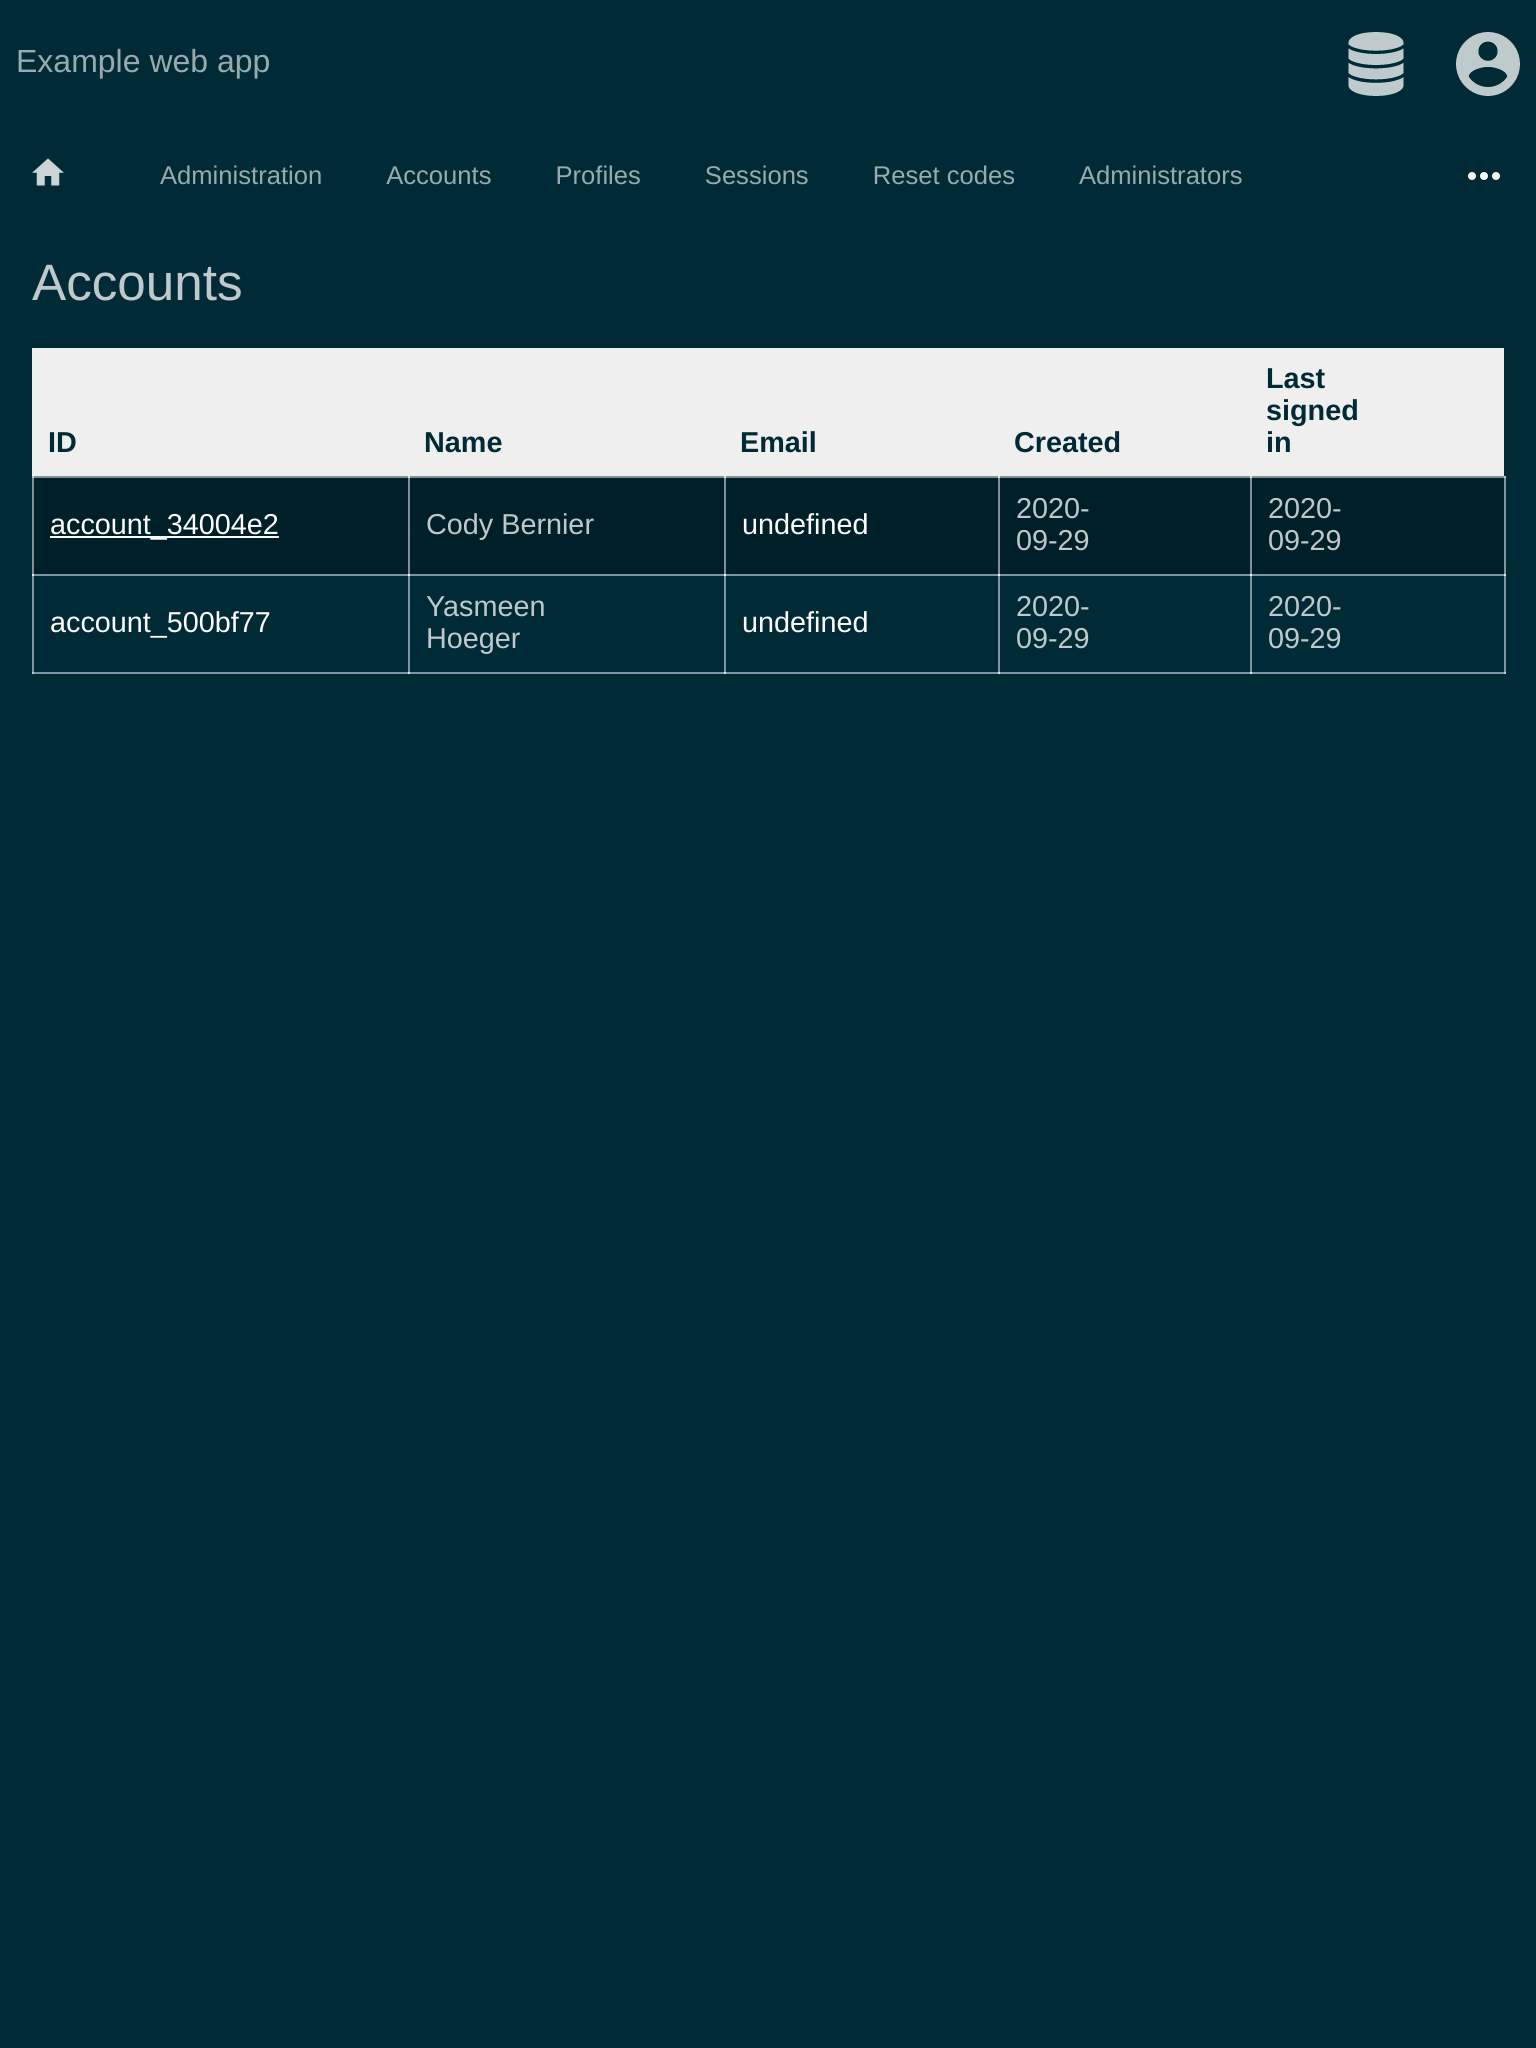 Example web app
Administration Accounts Profiles Sessions Reset codes Administrators
Accounts
ID Name Email Created Last signed in
account_34004e2 Cody Bernier undefined 2020-09-29 2020-09-29
account_500bf77 Yasmeen Hoeger undefined 2020-09-29 2020-09-29